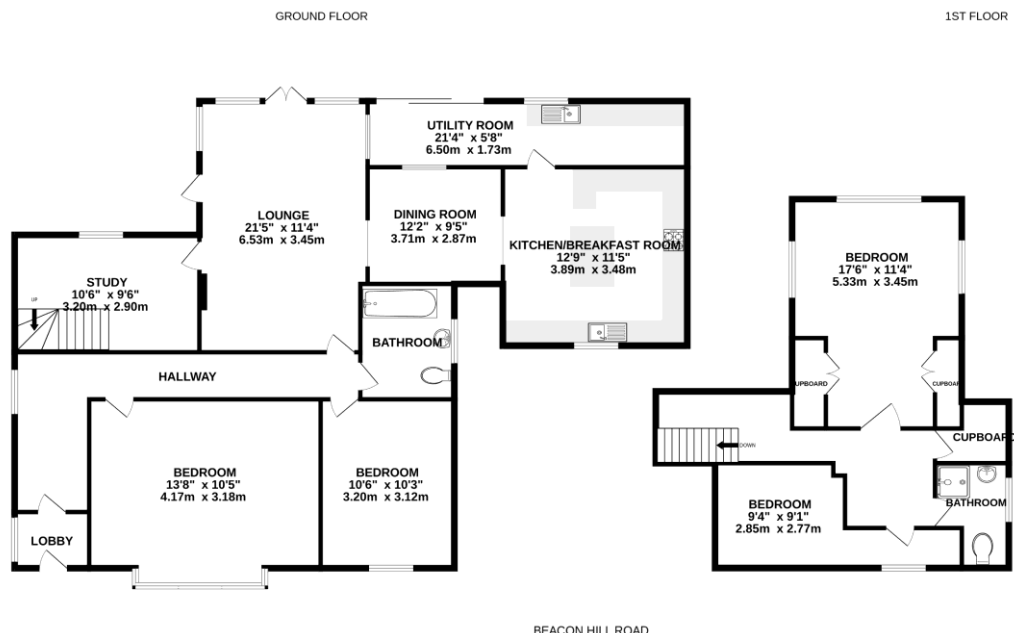 GROUND FLOOR
1ST FLOOR
UTILITY ROOM
21'4" x 5'8"
6.50m x 1.73m
LOUNGE
21'5" x 11'4"
6.53m x 3.45m
DINING ROOM
12'2" x 9'5"
3.71m x 2.87m
KITCHEN/BREAKFAST ROOM
12'9" x 11'5"
3.89m x 3.48m
STUDY
10'6" x 9'6"
3.20m x 2.90m
UP
BATHROOM
HALLWAY
BEDROOM
13'8" x 10'5"
4.17m x 3.18m
BEDROOM
10'6" x 10'3"
3.20m x 3.12m
LOBBY
BEDROOM
17'6" x 11'4"
5.33m x 3.45m
UPBOARD
CUPBOAR
DOWN
CUPBOARD
BATHROOM
BEDROOM
9'4" x 9'1"
2.85m x 2.77m
BEACON HILL ROAD